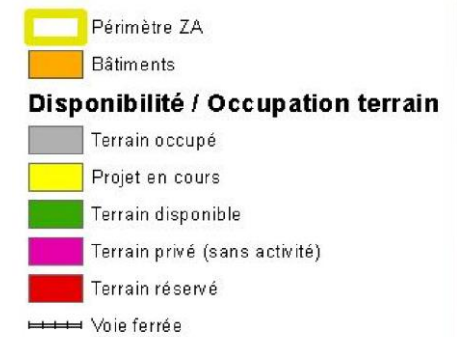 Périmètre ZA
Bâtiments
Disponibilité / Occupation terrain
Terrain occupé
Projet en cours
Terrain disponible
Terrain privé (sans activité)
Terrain réservé
Voie ferrée